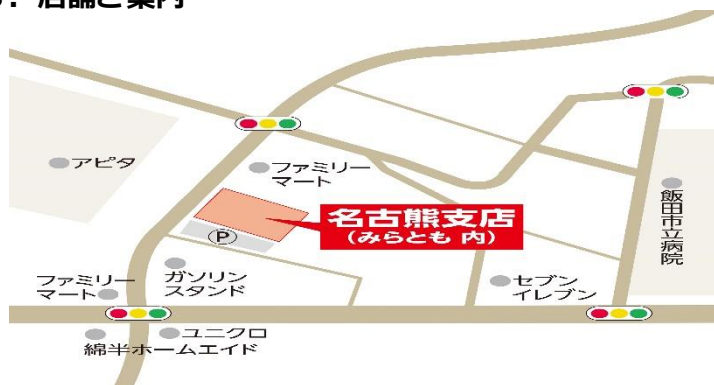 店舗ご案内
アピタ
ファミリー
マート
名古熊支店
（みらとも 内）
P
飯田市立病院
ファミリー
マート
ガソリン
スタンド
セブン
イレブン
ユニクロ
綿半ホームエイド